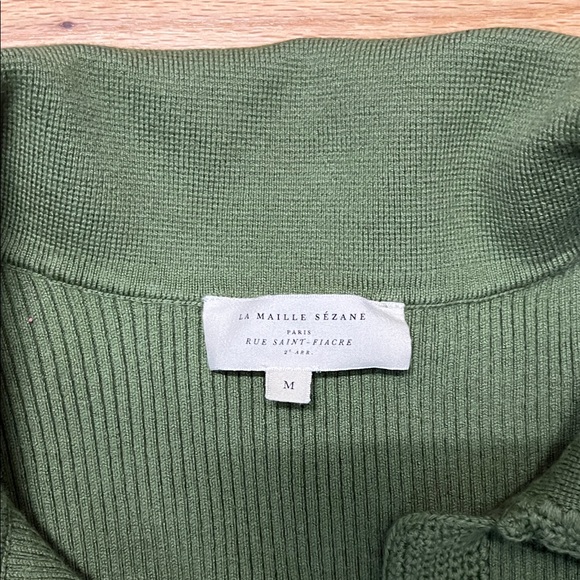 LA MAILLE SÉZANE
PARIS
RUE SAINT-FIACRE
2e ARR.
M